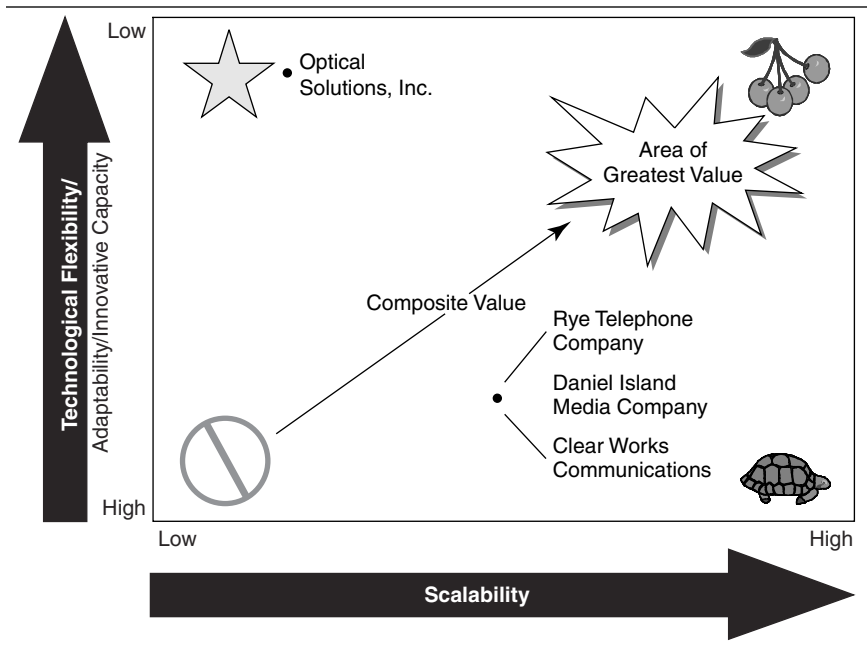 Low
Optical
Solutions, Inc.
Area of
Greatest Value
Technological Flexibility/
Adaptability/Innovative Capacity
Composite Value
Rye Telephone
Company
Daniel Island
Media Company
Clear Works
Communications
High
Low
High
Scalability